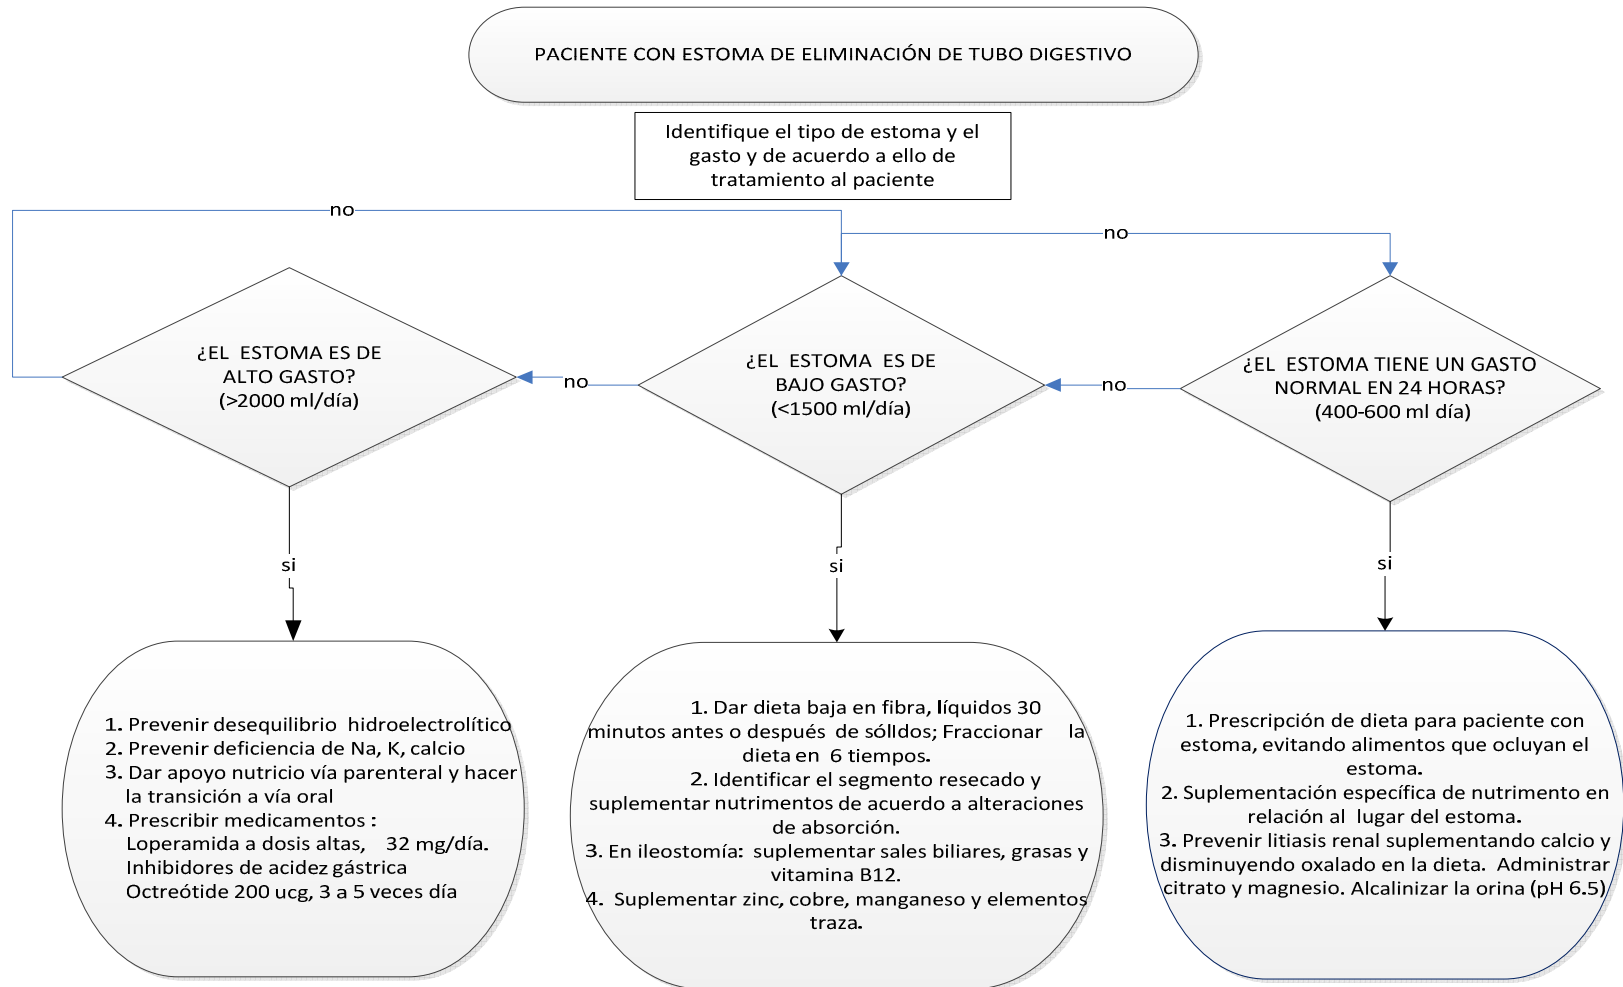 PACIENTE CON ESTOMA DE ELIMINACIÓN DE TUBO DIGESTIVO
Identifique el tipo de estoma y el
gasto y de acuerdo a ello de
tratamiento al paciente
no
no
¿EL ESTOMA ES DE
ALTO GASTO?
(>2000 ml/día)
no
¿EL ESTOMA ES DE
BAJO GASTO?
(<1500 ml/día)
no
¿EL ESTOMA TIENE UN GASTO
NORMAL EN 24 HORAS?
(400-600 ml día)
si
si
si
1. Prevenir desequilibrio hidroelectrolítico
2. Prevenir deficiencia de Na, K, calcio
3. Dar apoyo nutricio vía parenteral y hacer
la transición a vía oral
4. Prescribir medicamentos :
Loperamida a dosis altas, 32 mg/día.
Inhibidores de acidez gástrica
Octreótide 200 ucg, 3 a 5 veces día
1. Dar dieta baja en fibra, líquidos 30
minutos antes o después de sólIdos; Fraccionar la
dieta en 6 tiempos.
2. Identificar el segmento resecado y
suplementar nutrimentos de acuerdo a alteraciones
de absorción.
3. En ileostomía: suplementar sales biliares, grasas y
vitamina B12.
4. Suplementar zinc, cobre, manganeso y elementos
traza.
1. Prescripción de dieta para paciente con
estoma, evitando alimentos que ocluyan el
estoma.
2. Suplementación específica de nutrimento en
relación al lugar del estoma.
3. Prevenir litiasis renal suplementando calcio y
disminuyendo oxalado en la dieta. Administrar
citrato y magnesio. Alcalinizar la orina (pH 6.5)